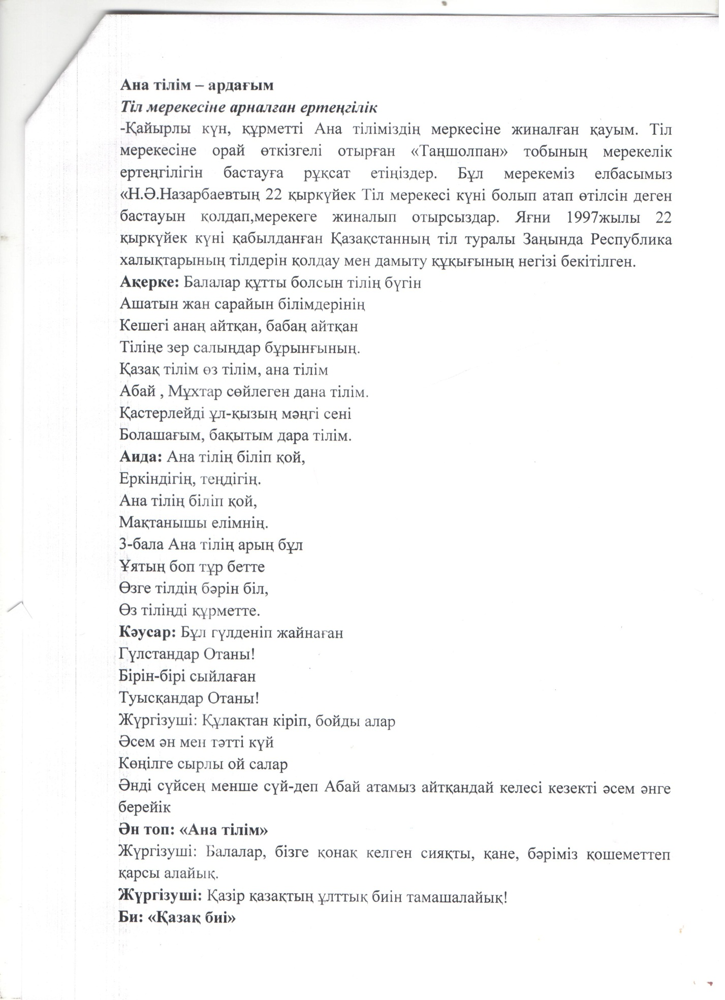 Ана тілім – ардағым
Тіл мерекесіне арналған ертеңгілік
-Қайырлы күн, құрметті Ана тіліміздің меркесіне жиналған қауым. Тіл
мерекесіне орай өткізгелі отырған «Таңшолпан» тобының мерекелік
ертеңгілігін бастауға рұқсат етіңіздер. Бұл мерекеміз елбасымыз
«Н.Ә.Назарбаевтың 22 қыркүйек Тіл мерекесі күні болып атап өтілсін деген
бастауын қолдап,мерекеге жиналып отырсыздар. Яғни 1997жылы 22
қыркүйек күні қабылданған Қазақстанның тіл туралы Заңында Республика
халықтарының тілдерін қолдау мен дамыту құқығының негізі бекітілген.
Ақерке: Балалар құтты болсын тілің бүгін
Ашатын жан сарайын білімдерінің
Кешегі анаң айтқан, бабаң айтқан
Тіліңе зер салыңдар бұрынғының.
Қазақ тілім өз тілім, ана тілім
Абай , Мұхтар сөйлеген дана тілім.
Қастерлейді ұл-қызың мәңгі сені
Болашағым, бақытым дара тілім.
Аида: Ана тілің біліп қой,
Еркіндігің, теңдігің.
Ана тілің біліп қой,
Мақтанышы елімнің.
3-бала Ана тілің арың бұл
Ұятың боп тұр бетте
Өзге тілдің бәрін біл,
Өз тіліңді құрметте.
Кәусар: Бұл гүлденіп жайнаған
Гүлстандар Отаны!
Бірін-бірі сыйлаған
Туысқандар Отаны!
Жүргізуші: Құлақтан кіріп, бойды алар
Әсем ән мен тәтті күй
Көңілге сырлы ой салар
Әнді сүйсең менше сүй-деп Абай атамыз айтқандай келесі кезекті әсем әнге
берейік
Ән топ: «Ана тілім»
Жүргізуші: Балалар, бізге қонақ келген сияқты, қане, бәріміз қошеметтеп
қарсы алайық.
Жүргізуші: Қазір қазақтың ұлттық биін тамашалайық!
Би: «Қазақ биі»